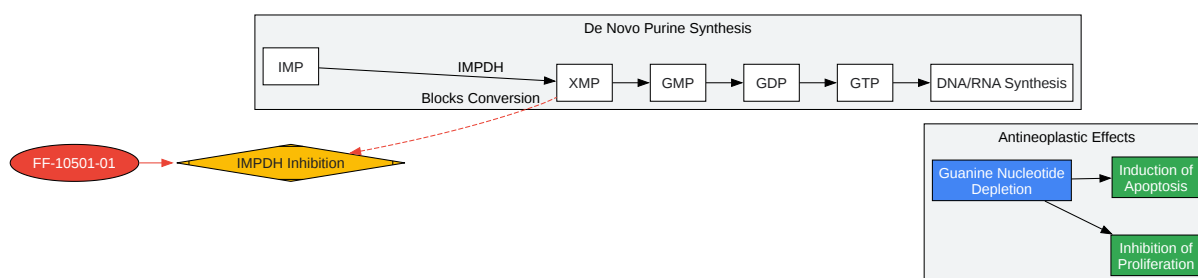 De Novo Purine Synthesis
IMP
IMPDH
XMP
GMP
GDP
GTP
DNA/RNA Synthesis
Blocks Conversion
FF-10501-01
IMPDH Inhibition
Antineoplastic Effects
Guanine Nucleotide
Depletion
Induction of
Apoptosis
Inhibition of
Proliferation